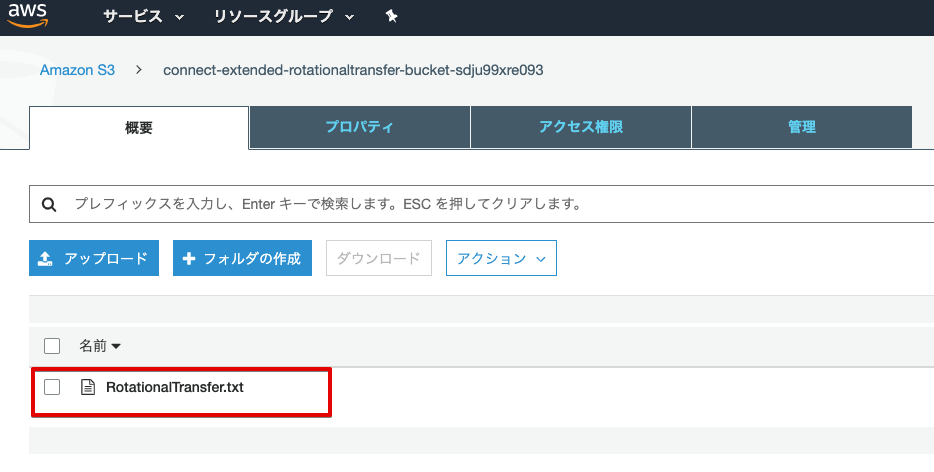 aws サービス リソースグループ
Amazon S3 > connect-extended-rotationaltransfer-bucket-sdju99xre093
概要 プロパティ アクセス権限 管理
プレフィックスを入力し、Enter キーで検索します。ESC を押してクリアします。
アップロード + フォルダの作成 ダウンロード アクション
名前
RotationalTransfer.txt